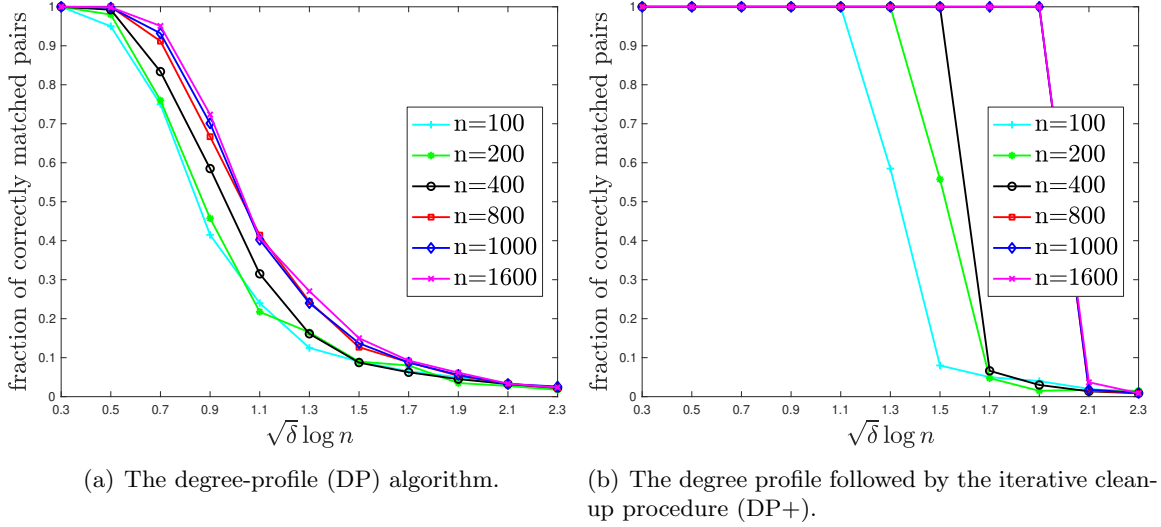 fraction of correctly matched pairs
1
0.9
0.8
0.7
0.6
0.5
0.4
0.3
0.2
0.1
0
0.3 0.5 0.7 0.9 1.1 1.3 1.5 1.7 1.9 2.1 2.3
√δ log n
n=100
n=200
n=400
n=800
n=1000
n=1600
(a) The degree-profile (DP) algorithm.
fraction of correctly matched pairs
1
0.9
0.8
0.7
0.6
0.5
0.4
0.3
0.2
0.1
0
0.3 0.5 0.7 0.9 1.1 1.3 1.5 1.7 1.9 2.1 2.3
√δ log n
n=100
n=200
n=400
n=800
n=1000
n=1600
(b) The degree profile followed by the iterative clean-
up procedure (DP+).